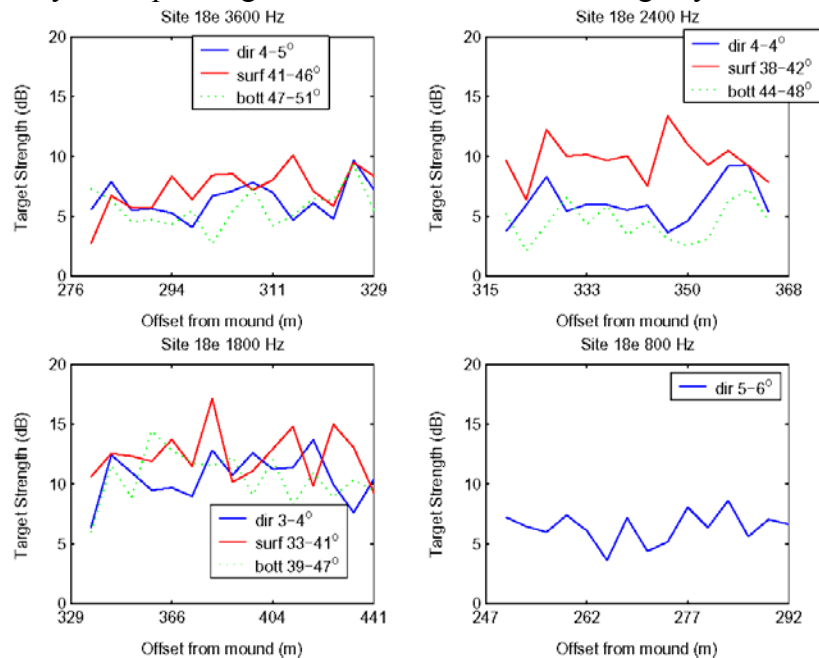 Site 18e 3600 Hz
dir 4–5°
surf 41–46°
bott 47–51°
Target Strength (dB)
20
15
10
5
0
276 294 311 329
Offset from mound (m)
Site 18e 2400 Hz
dir 4–4°
surf 38–42°
bott 44–48°
Target Strength (dB)
20
15
10
5
0
315 333 350 368
Offset from mound (m)
Site 18e 1800 Hz
dir 3–4°
surf 33–41°
bott 39–47°
Target Strength (dB)
20
15
10
5
0
329 366 404 441
Offset from mound (m)
Site 18e 800 Hz
dir 5–6°
Target Strength (dB)
20
15
10
5
0
247 262 277 292
Offset from mound (m)